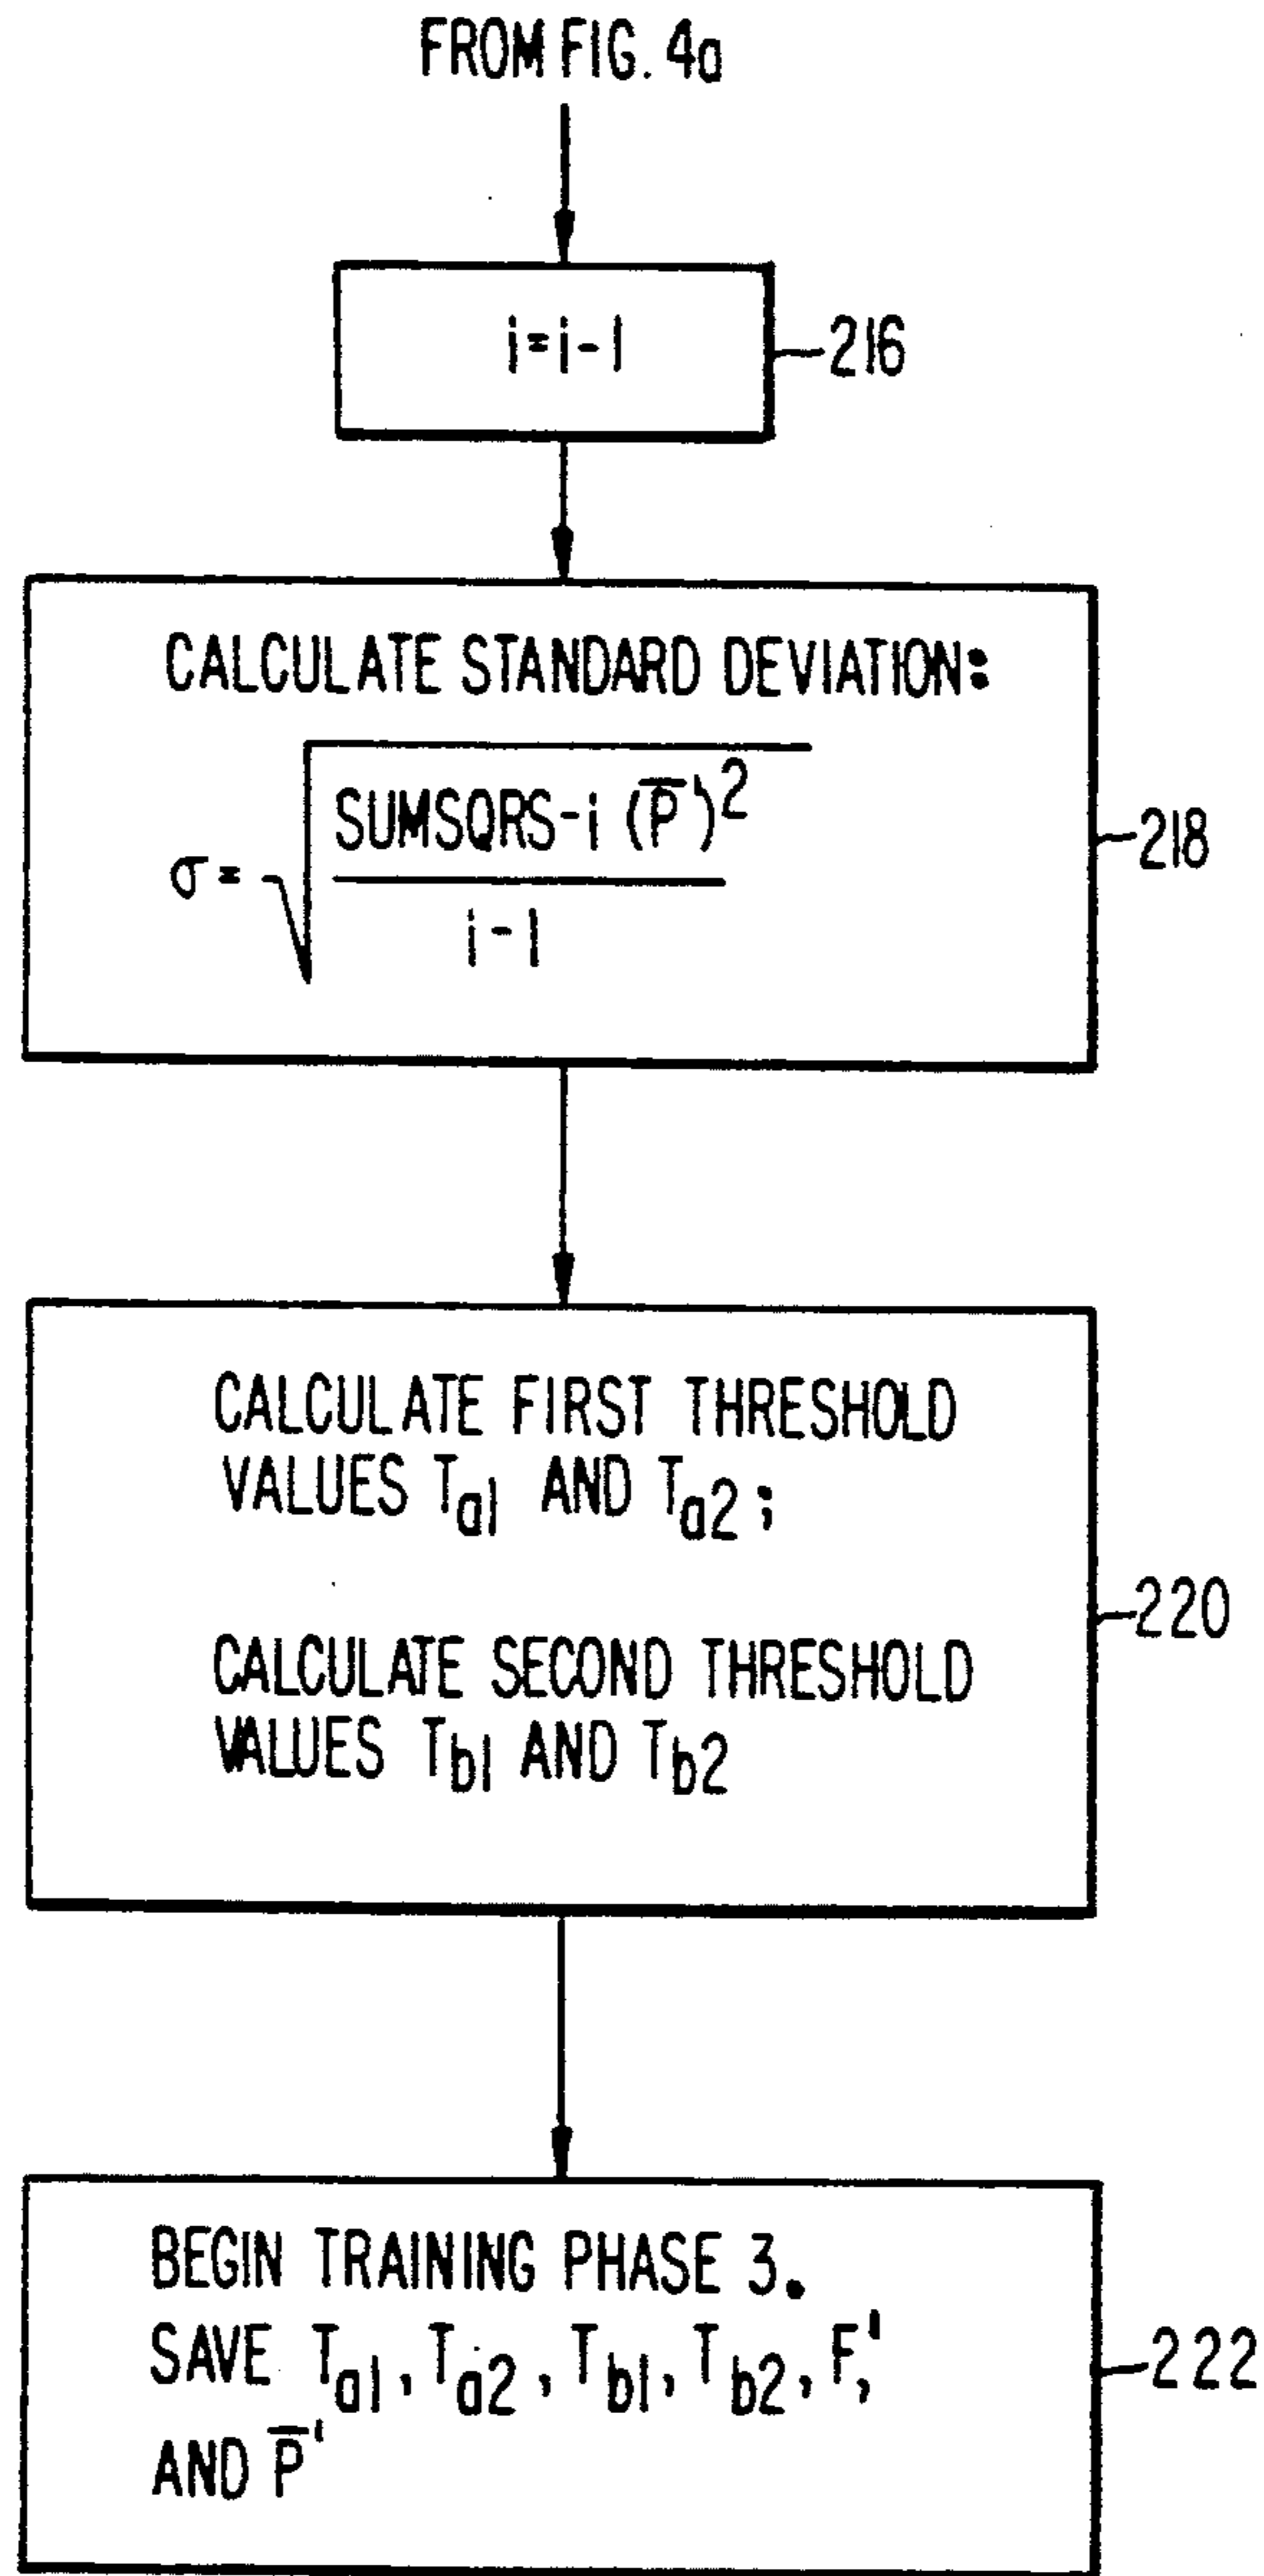 FROM FIG. 4a
i=i-1
216
CALCULATE STANDARD DEVIATION:
σ = √ SUMSQRS-i (P̅')²
i-1
218
CALCULATE FIRST THRESHOLD
VALUES Ta1 AND Ta2;
CALCULATE SECOND THRESHOLD
VALUES Tb1 AND Tb2
220
BEGIN TRAINING PHASE 3.
SAVE Ta1, Ta2, Tb1, Tb2, F',
AND P̅'
222